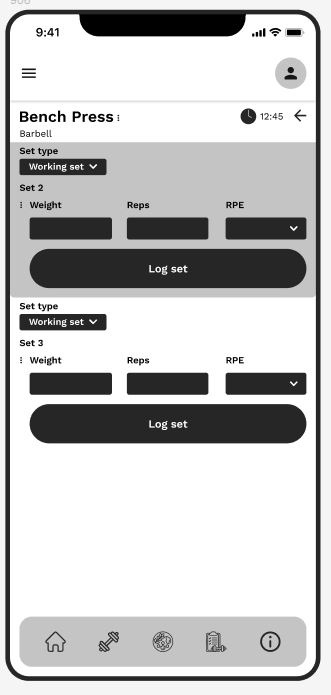 906
9:41
Bench Press
12:45
Barbell
Set type
Working set
Set 2
Weight Reps RPE
Log set
Set type
Working set
Set 3
Weight Reps RPE
Log set